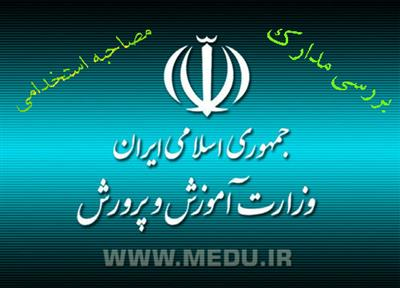 بررسی مدارک
مصاحبه استخدامی
جمهوری اسلامی ایران
وزارت آموزش و پرورش
WWW.MEDU.IR